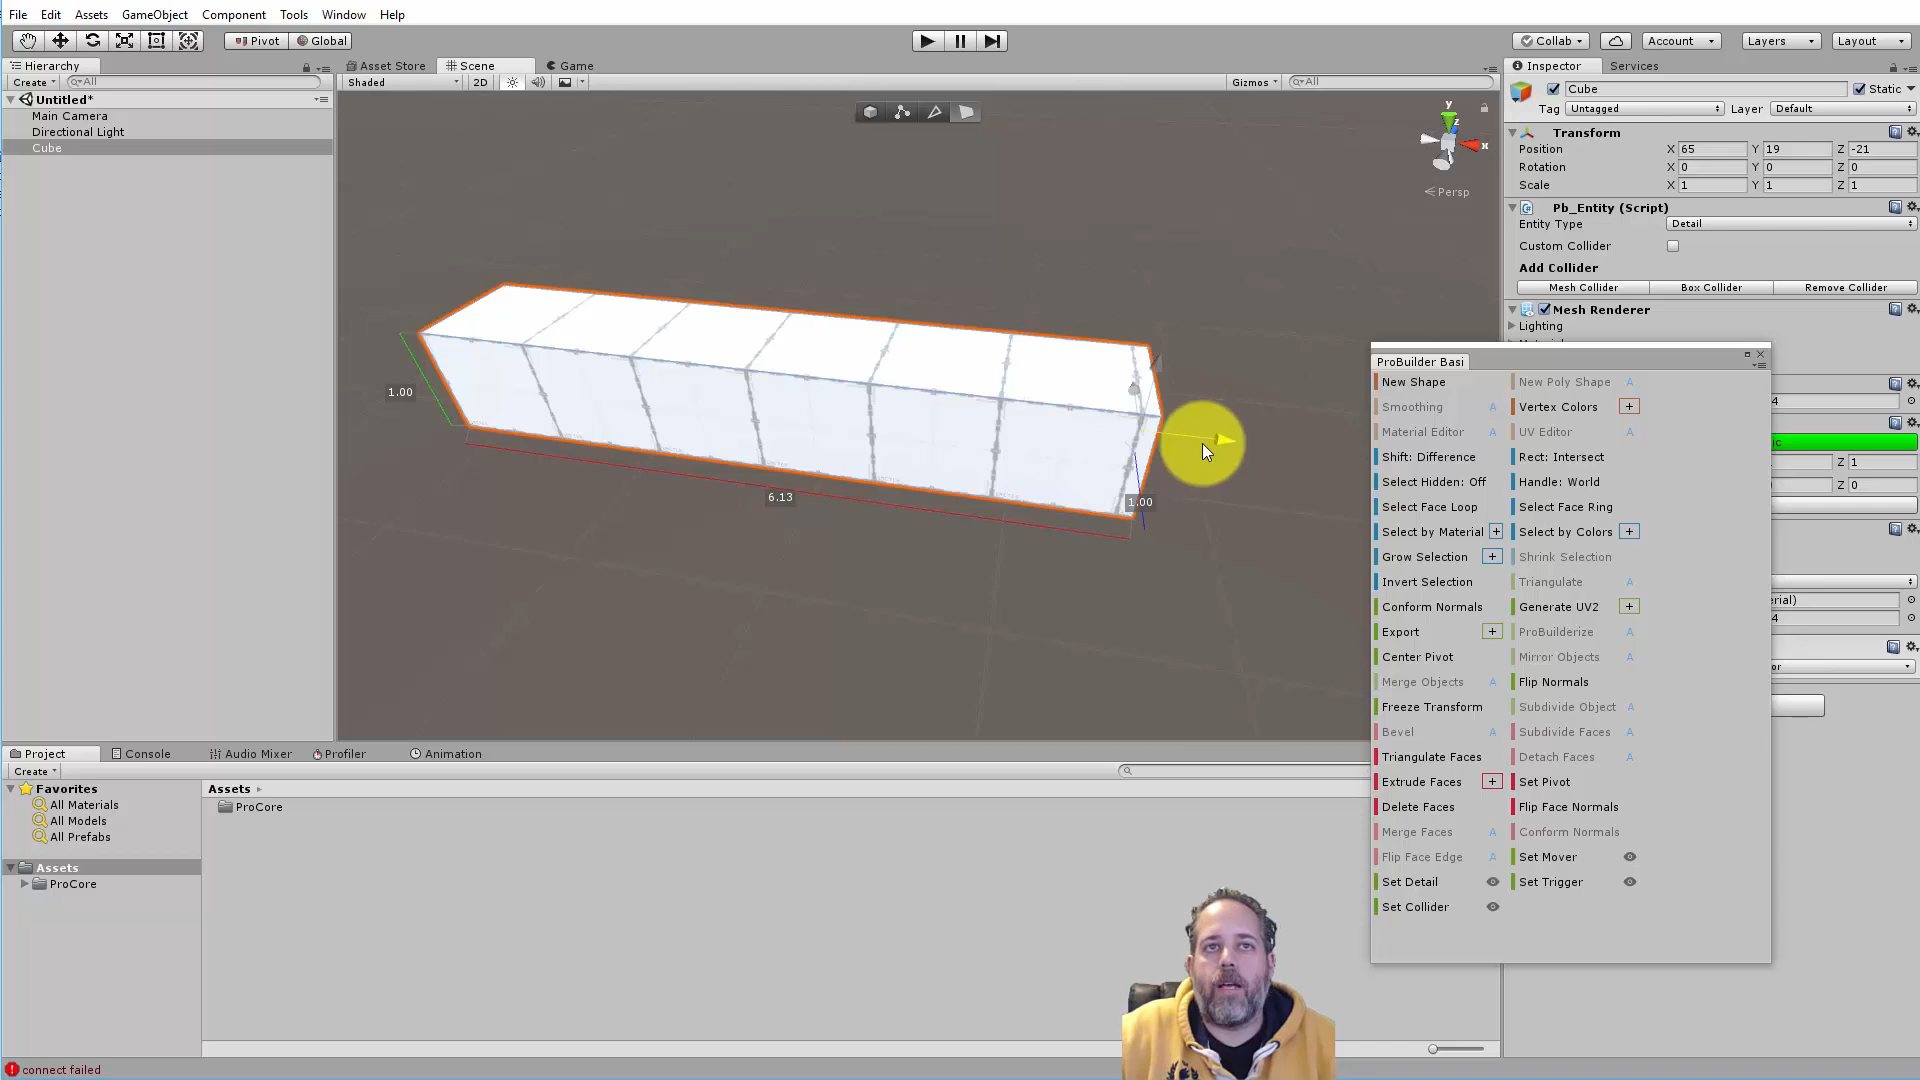 File Edit Assets GameObject Component Tools Window Help
Pivot Global Collab Account Layers Layout
Hierarchy Asset Store Scene Game Inspector Services
Create All Shaded 2D Gizmos All
Untitled*
Main Camera
Directional Light
Cube
y
z
x
Persp
1.00
6.13
1.00
Cube Static
Tag Untagged Layer Default
Transform
Position X 65 Y 19 Z -21
Rotation X 0 Y 0 Z 0
Scale X 1 Y 1 Z 1
Pb_Entity (Script)
Entity Type Detail
Custom Collider
Add Collider
Mesh Collider Box Collider Remove Collider
Mesh Renderer
Lighting
4
ic
Z 1
Z 0
erial)
4
or
ProBuilder Basi
New Shape New Poly Shape A
Smoothing A Vertex Colors +
Material Editor A UV Editor A
Shift: Difference Rect: Intersect
Select Hidden: Off Handle: World
Select Face Loop Select Face Ring
Select by Material + Select by Colors +
Grow Selection + Shrink Selection
Invert Selection Triangulate A
Conform Normals Generate UV2 +
Export + ProBuilderize A
Center Pivot Mirror Objects A
Merge Objects A Flip Normals
Freeze Transform Subdivide Object A
Bevel A Subdivide Faces A
Triangulate Faces Detach Faces A
Extrude Faces + Set Pivot
Delete Faces Flip Face Normals
Merge Faces A Conform Normals
Flip Face Edge A Set Mover
Set Detail Set Trigger
Set Collider
Project Console Audio Mixer Profiler Animation
Create
Favorites
All Materials
All Models
All Prefabs
Assets
ProCore
Assets
ProCore
connect failed